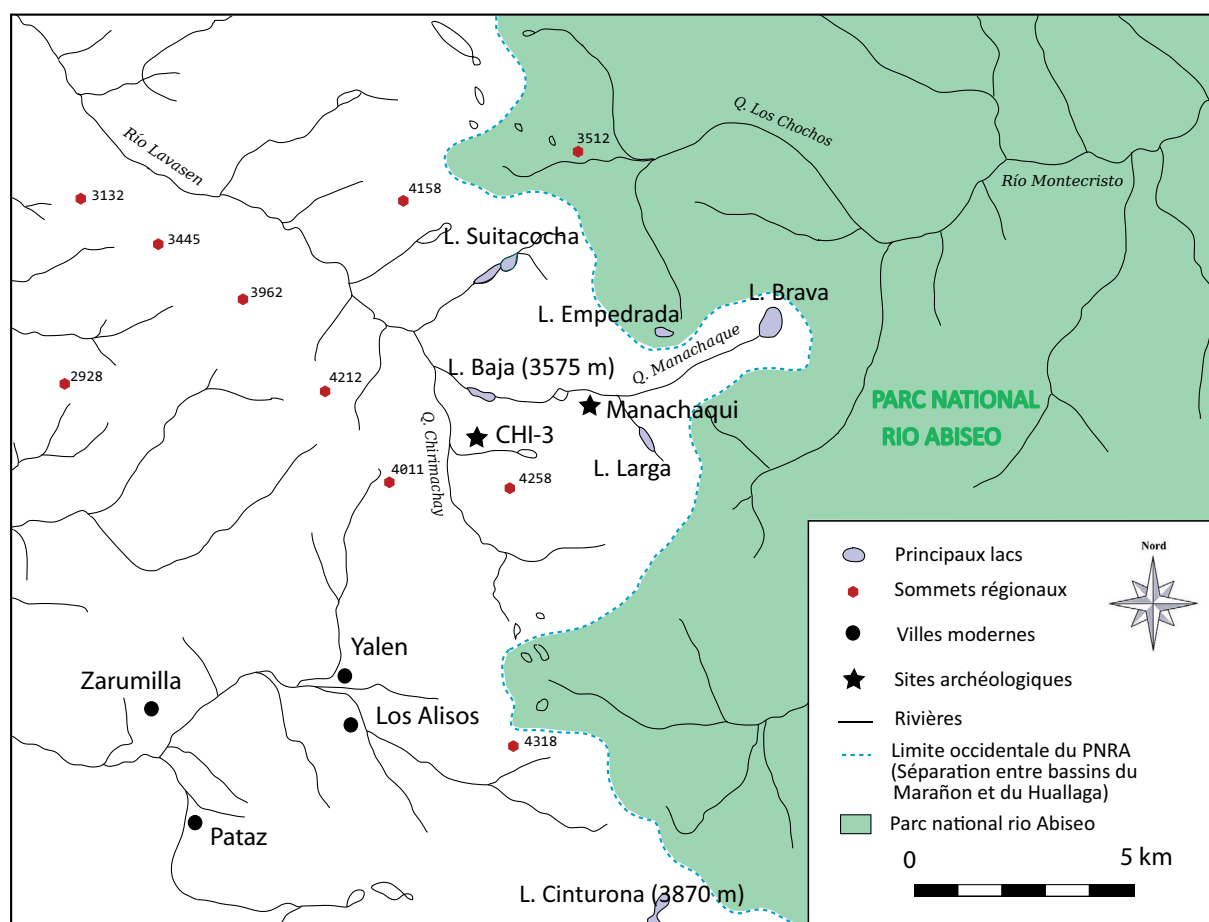 Q. Los Chochos
3512
Río Lavasen
3132
4158
Río Montecristo
3445
L. Suitacocha
3962
L. Brava
L. Empedrada
Q. Manachaque
L. Baja (3575 m)
2928
4212
Manachaqui
PARC NATIONAL
RIO ABISEO
CHI-3
Q. Chirimachay
L. Larga
4011
4258
Nord
Principaux lacs
Sommets régionaux
Villes modernes
Sites archéologiques
Rivières
Limite occidentale du PNRA
(Séparation entre bassins du
Marañon et du Huallaga)
Parc national rio Abiseo
0
5 km
Yalen
Zarumilla
Los Alisos
4318
Pataz
L. Cinturona (3870 m)